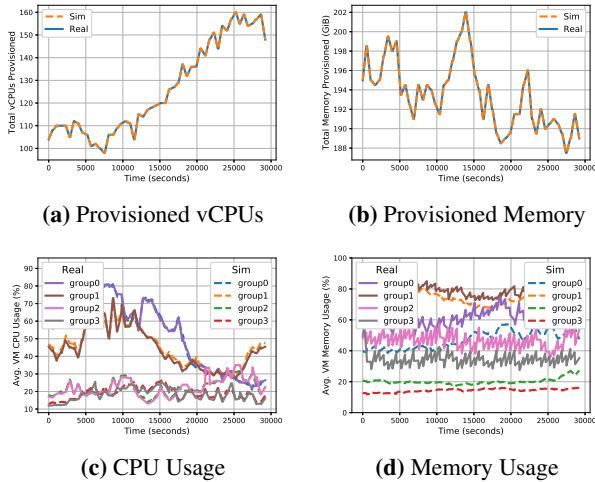 160
150
140
130
120
110
100
Total vCPUs Provisioned
Sim
Real
0 5000 10000 15000 20000 25000 30000
Time (seconds)
(a) Provisioned vCPUs
202
200
198
196
194
192
190
188
Total Memory Provisioned (GiB)
Sim
Real
0 5000 10000 15000 20000 25000 30000
Time (seconds)
(b) Provisioned Memory
90
80
70
60
50
40
30
20
10
Avg. VM CPU Usage (%)
Real
group0
group1
group2
group3
Sim
group0
group1
group2
group3
0 5000 10000 15000 20000 25000 30000
Time (seconds)
(c) CPU Usage
100
80
60
40
20
0
Avg. VM Memory Usage (%)
Real
group0
group1
group2
group3
Sim
group0
group1
group2
group3
0 5000 10000 15000 20000 25000 30000
Time (seconds)
(d) Memory Usage